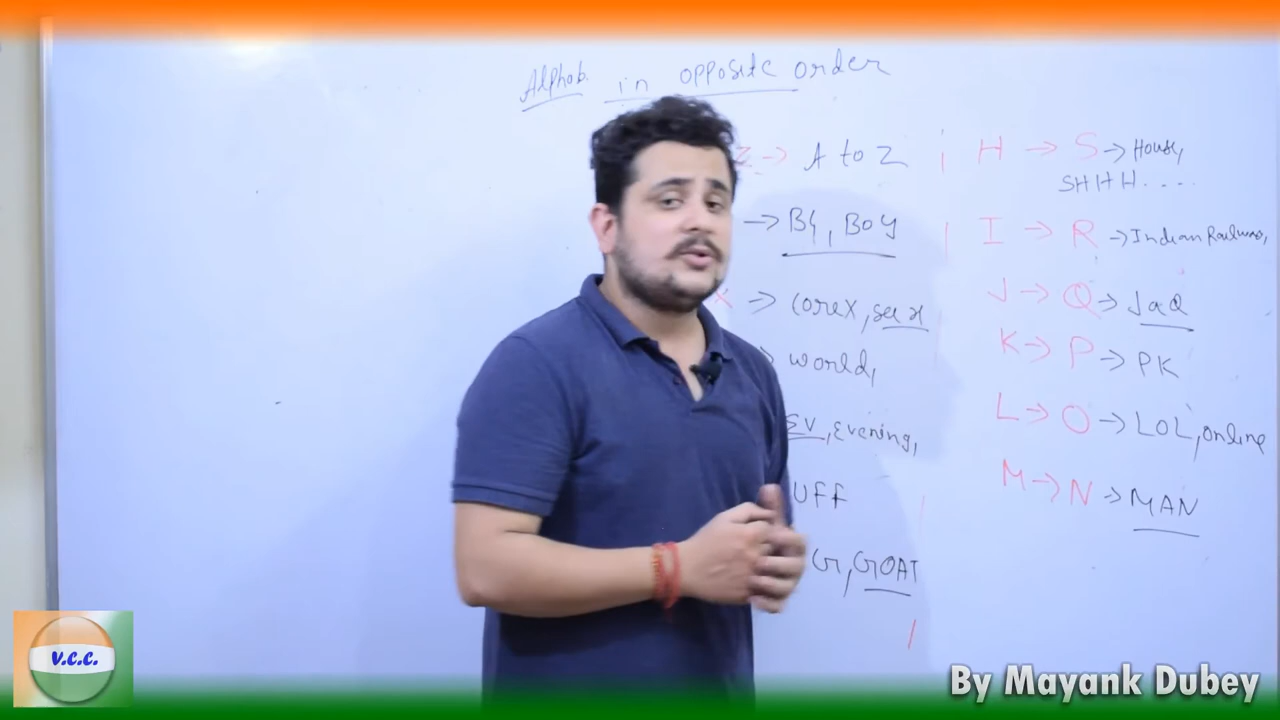 Alphab. in opposite order
Z → A to Z
H → S → House,
SHHH....
→ By, BOY
I → R → Indian Railways,
X → coreX,
J → Q → JaQ
→ world,
K → P → PK
EV, Evening,
L → O → LOL, online
UFF
M → N → MAN
G, GOAT
V.C.C.
By Mayank Dubey